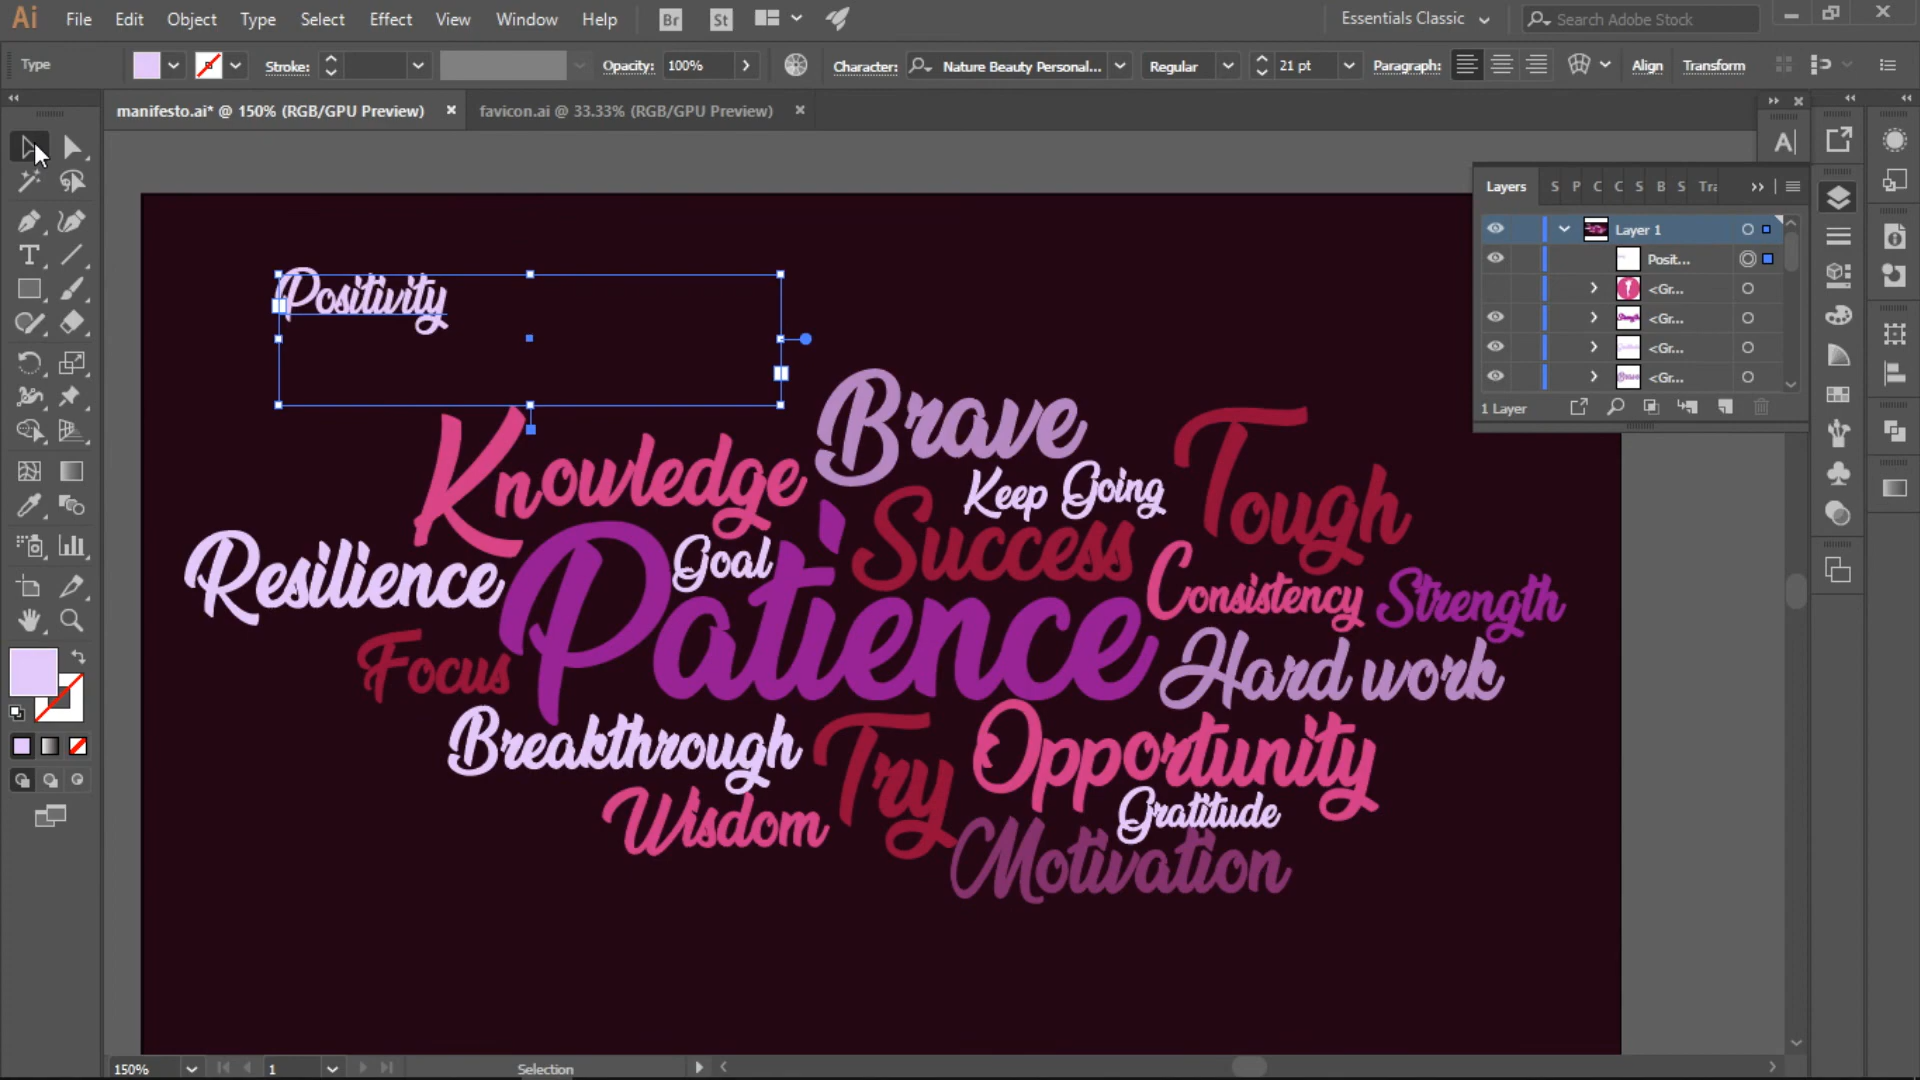 Ai File Edit Object Type Select Effect View Window Help Br St Essentials Classic Search Adobe Stock
Type Stroke: Opacity: 100% Character: Nature Beauty Personal... Regular 21 pt Paragraph: Align Transform
manifesto.ai* @ 150% (RGB/GPU Preview) favicon.ai @ 33.33% (RGB/GPU Preview)
A
Layers S P C C S B S Tra
Layer 1
Posit...
<Gr...
<Gr...
<Gr...
<Gr...
1 Layer
Positivity
Brave
Knowledge
Keep Going
Tough
Success
Goal
Resilience
Patience
Consistency
Strength
Focus
Hard work
Breakthrough
Try
Opportunity
Wisdom
Gratitude
Motivation
150% 1 Selection